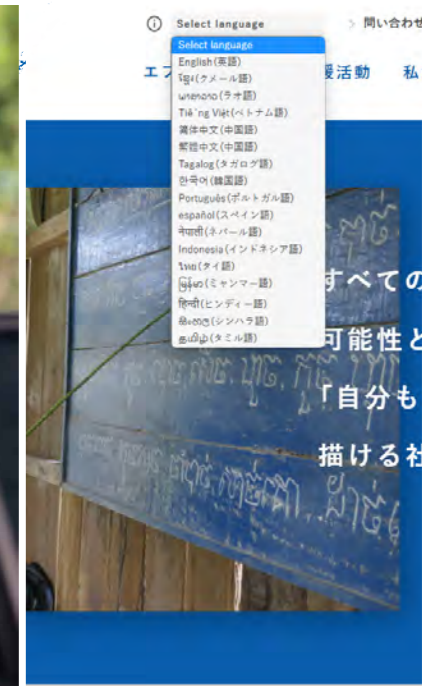 Select language
問い合わせ
Select language
English(英語)
ខ្មែរ(クメール語)
ພາສາລາວ(ラオ語)
Tiếng Việt(ベトナム語)
简体中文(中国語)
繁體中文(中国語)
Tagalog(タガログ語)
한국어(韓国語)
Português(ポルトガル語)
español(スペイン語)
नेपाली(ネパール語)
Indonesia(インドネシア語)
ไทย(タイ語)
မြန်မာ(ミャンマー語)
हिन्दी(ヒンディー語)
සිංහල(シンハラ語)
தமிழ்(タミル語)
エフ
援活動
私
すべての
可能性と
「自分も
描ける社